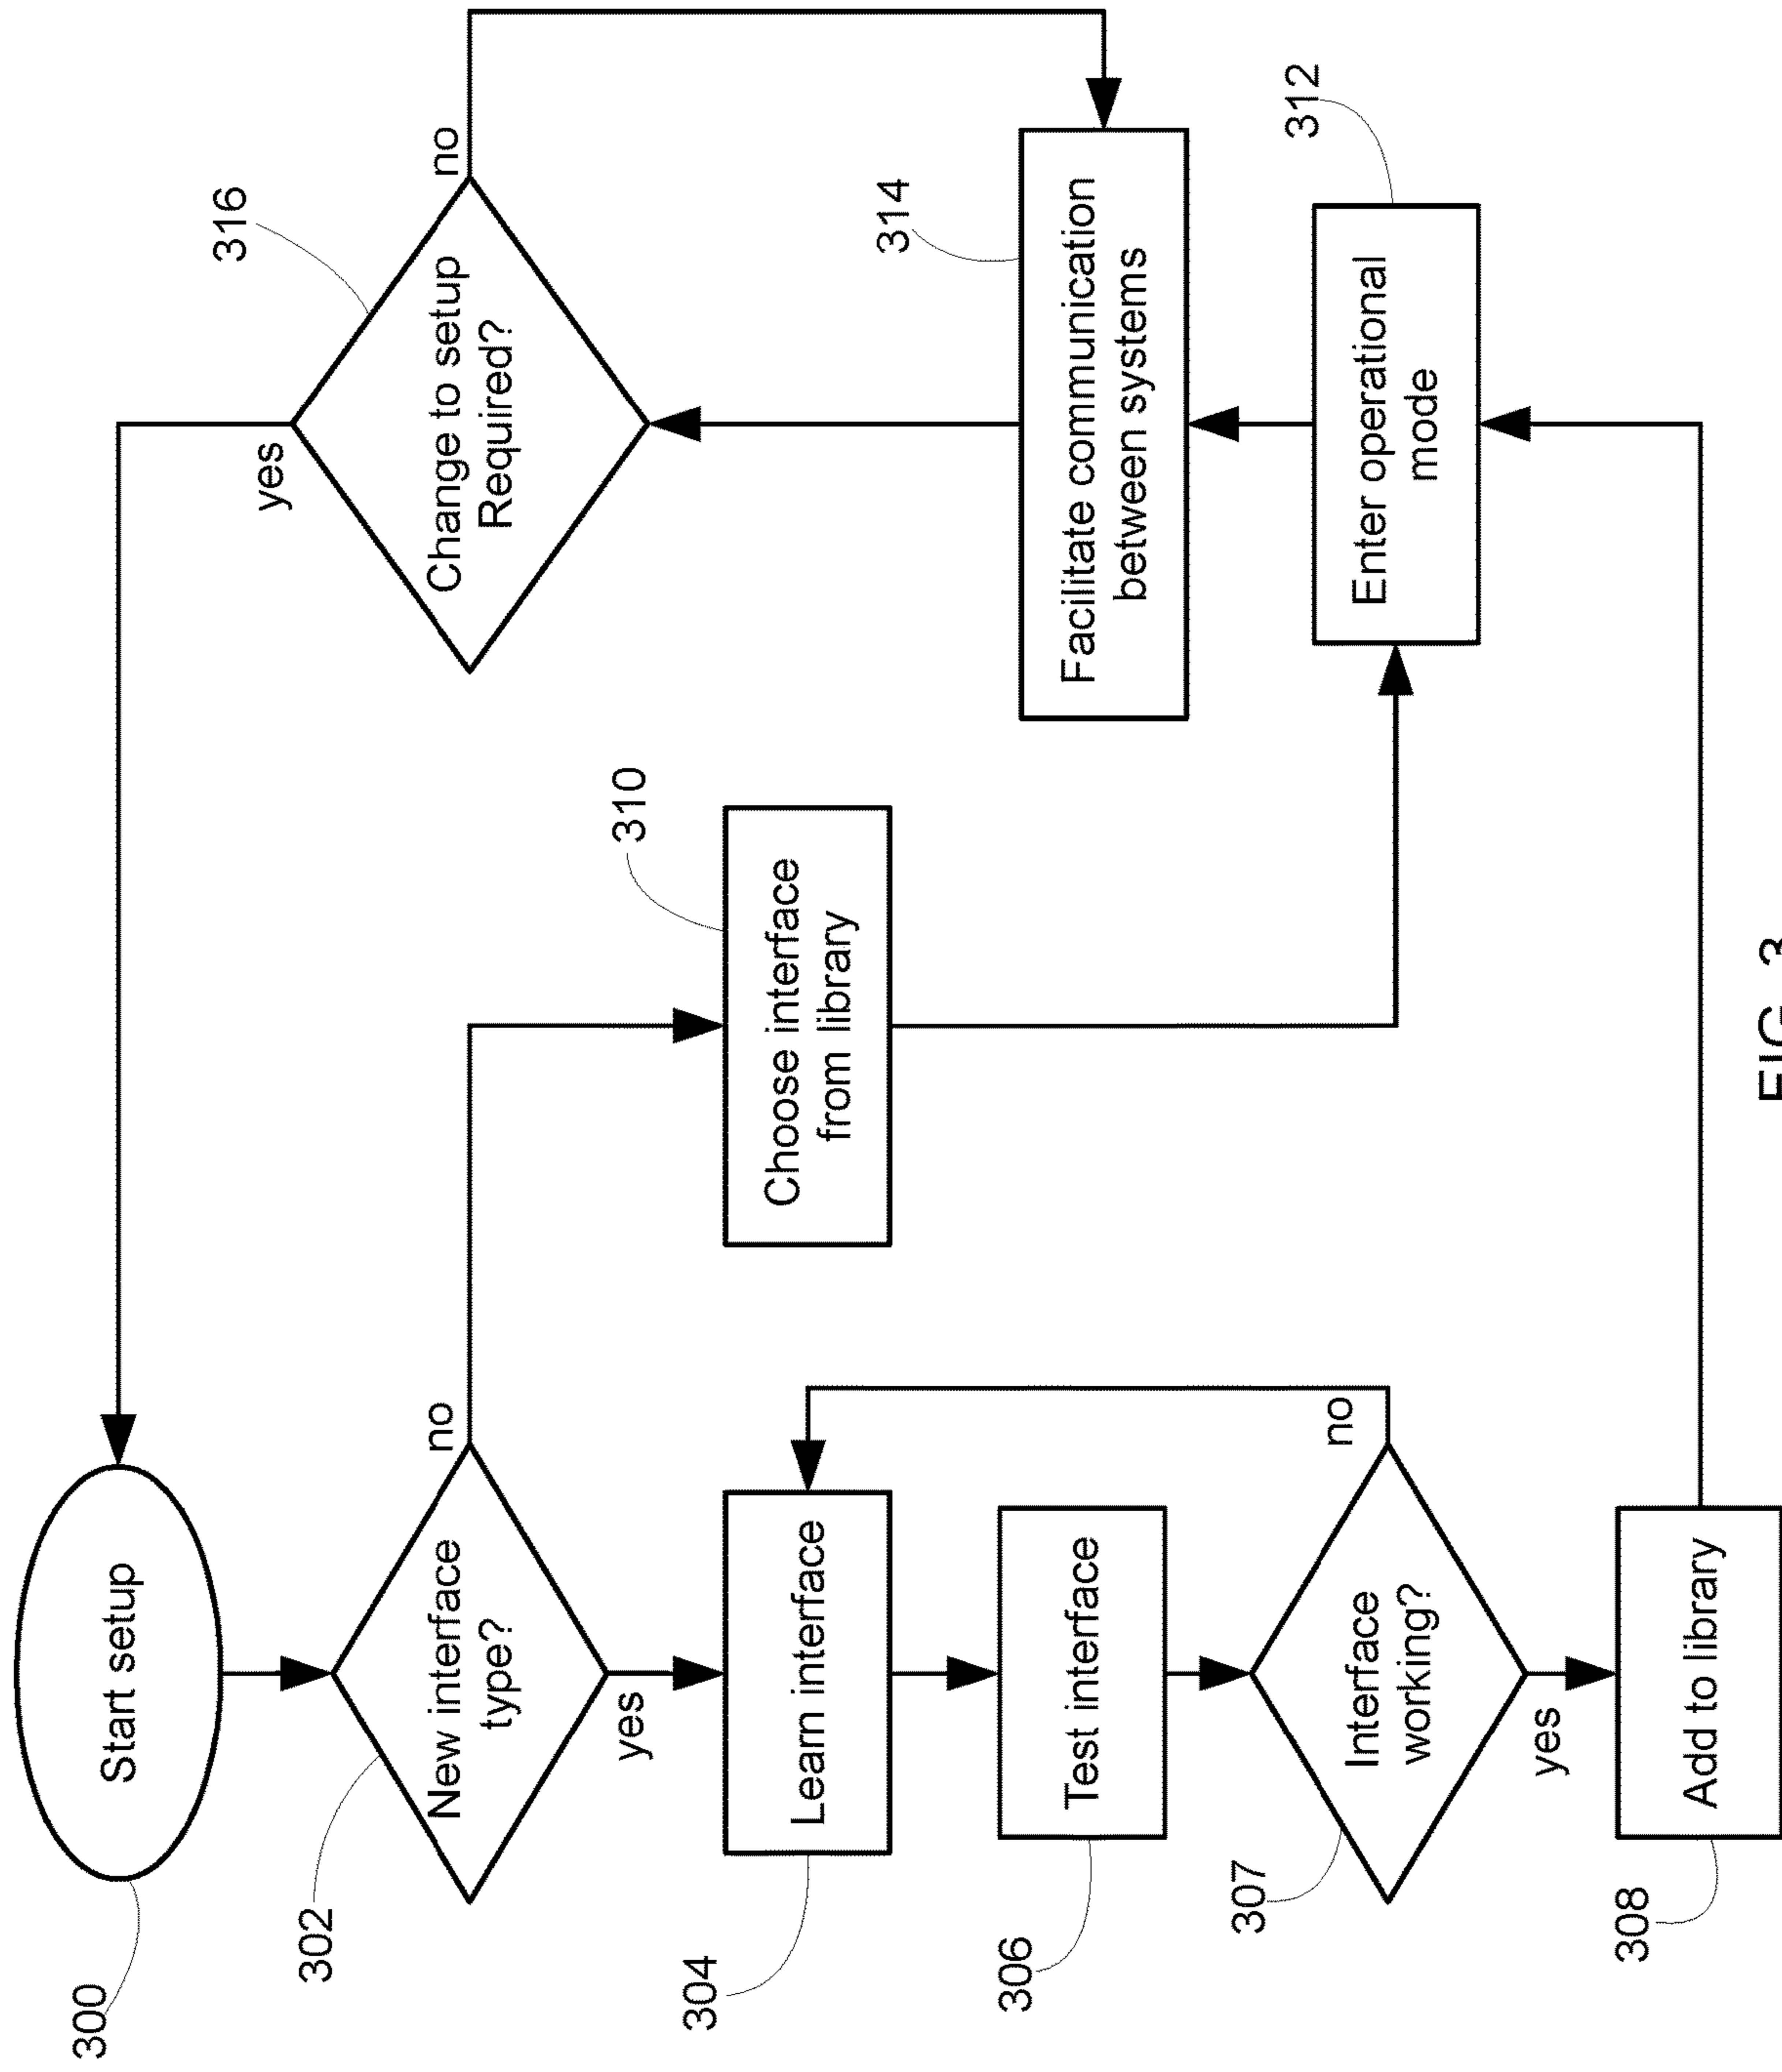 300
Start setup
302
New interface
type?
no
yes
304
Learn interface
306
Test interface
307
Interface
working?
no
yes
308
Add to library
310
Choose interface
from library
316
Change to setup
Required?
yes
no
314
Facilitate communication
between systems
312
Enter operational
mode
FIG. 3